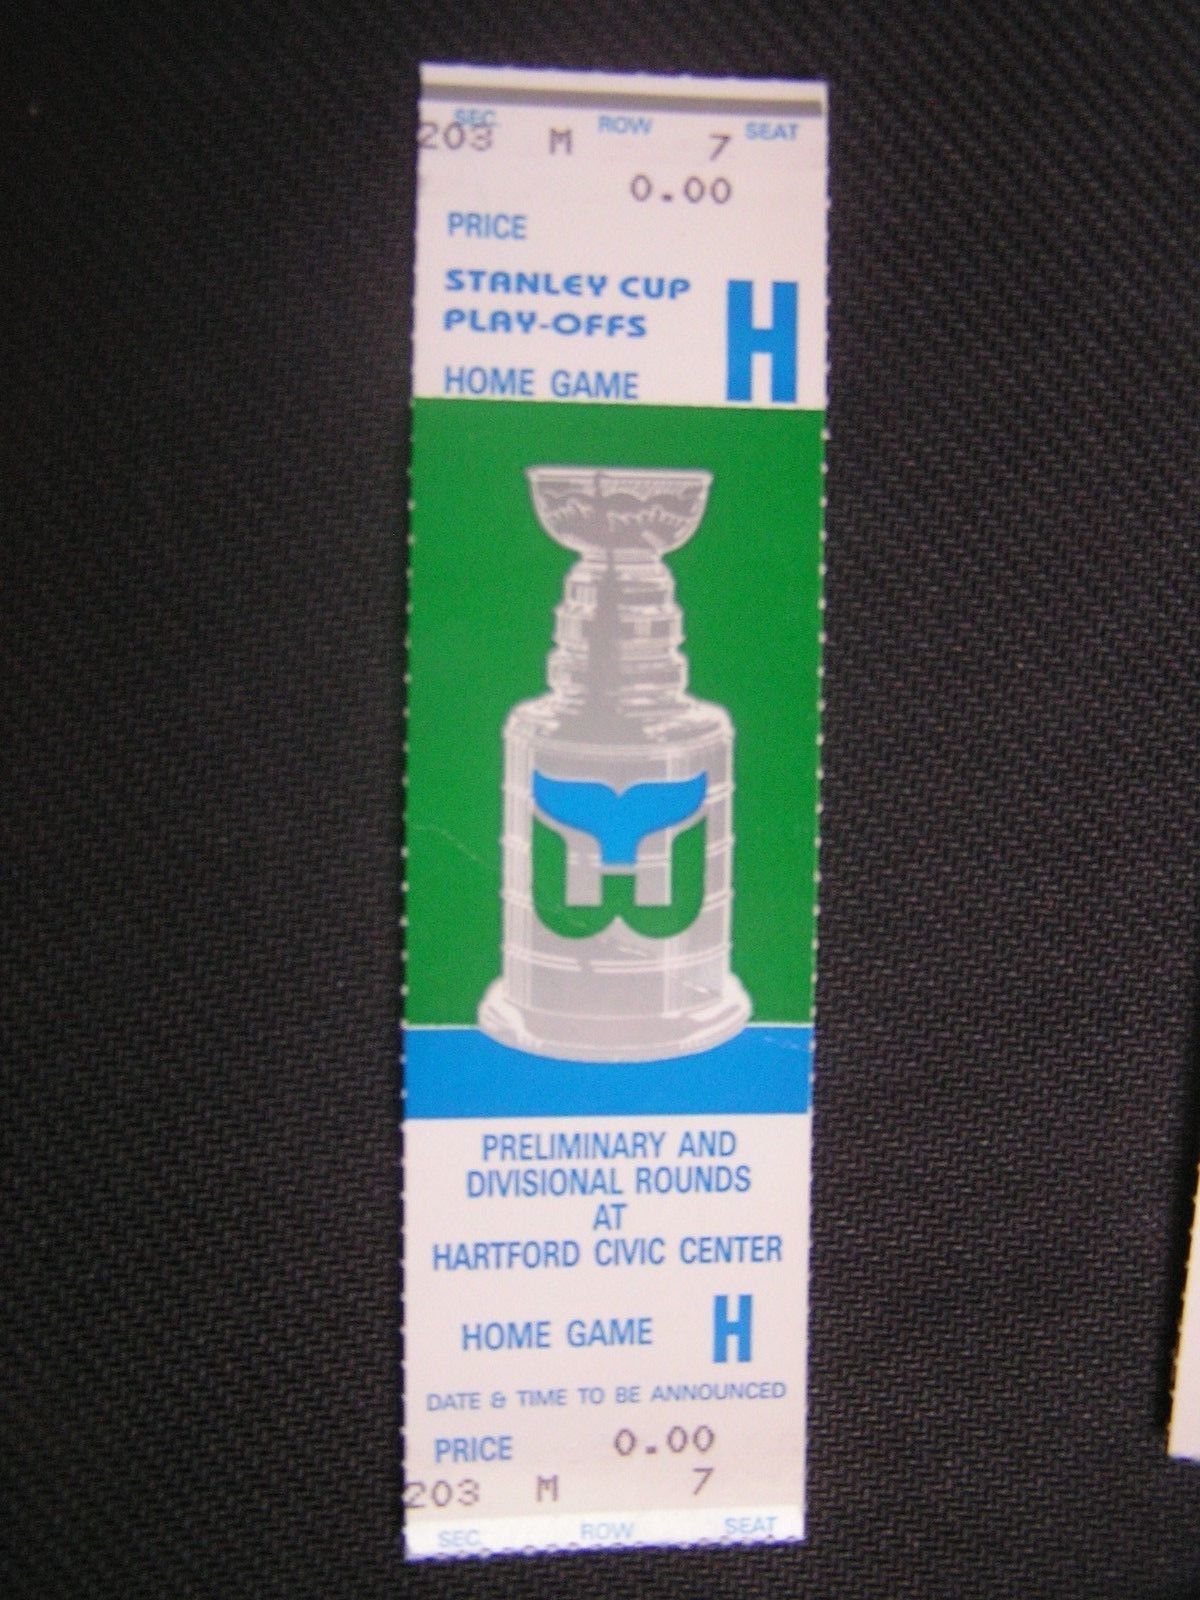 SEC ROW SEAT
203 M 7
0.00
PRICE
STANLEY CUP
PLAY-OFFS
HOME GAME H
PRELIMINARY AND
DIVISIONAL ROUNDS
AT
HARTFORD CIVIC CENTER
HOME GAME H
DATE & TIME TO BE ANNOUNCED
PRICE 0.00
203 M 7
SEC ROW SEAT